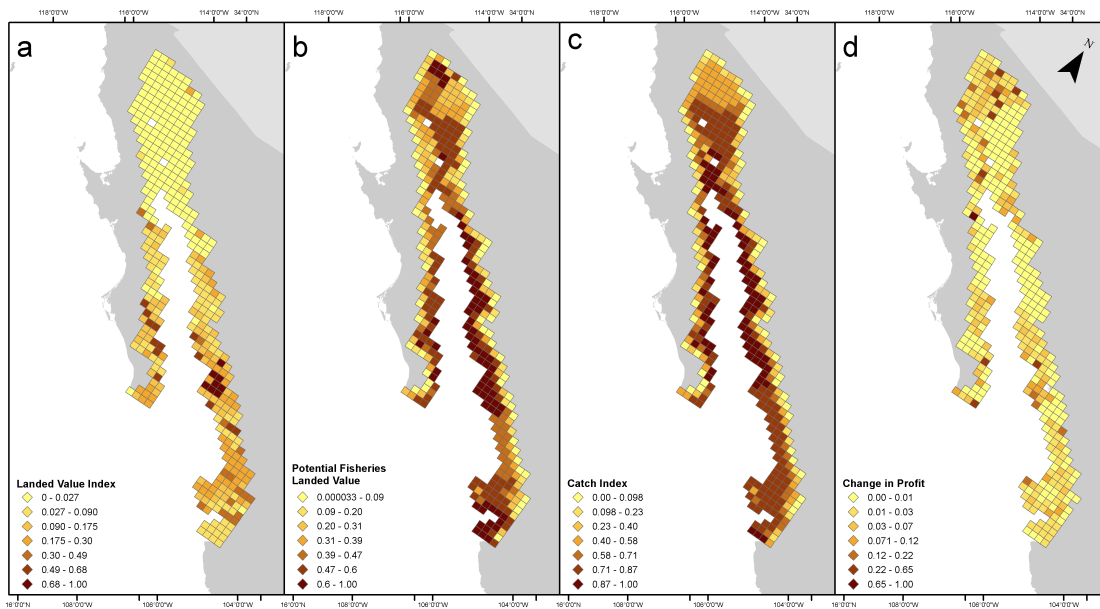 118°0'0"W 116°0'0"W 114°0'0"W 34°0'0"N 118°0'0"W 116°0'0"W 114°0'0"W 34°0'0"N 118°0'0"W 116°0'0"W 114°0'0"W 34°0'0"N 118°0'0"W 116°0'0"W 114°0'0"W 34°0'0"N
a
b
c
d
N
Landed Value Index
0 - 0.027
0.027 - 0.090
0.090 - 0.175
0.175 - 0.30
0.30 - 0.49
0.49 - 0.68
0.68 - 1.00
Potential Fisheries
Landed Value
0.000033 - 0.09
0.09 - 0.20
0.20 - 0.31
0.31 - 0.39
0.39 - 0.47
0.47 - 0.6
0.6 - 1.00
Catch Index
0.00 - 0.098
0.098 - 0.23
0.23 - 0.40
0.40 - 0.58
0.58 - 0.71
0.71 - 0.87
0.87 - 1.00
Change in Profit
0.00 - 0.01
0.01 - 0.03
0.03 - 0.07
0.071 - 0.12
0.12 - 0.22
0.22 - 0.65
0.65 - 1.00
16°0'0"N 108°0'0"W 106°0'0"W 104°0'0"W 16°0'0"N 108°0'0"W 106°0'0"W 104°0'0"W 16°0'0"N 108°0'0"W 106°0'0"W 104°0'0"W 16°0'0"N 108°0'0"W 106°0'0"W 104°0'0"W